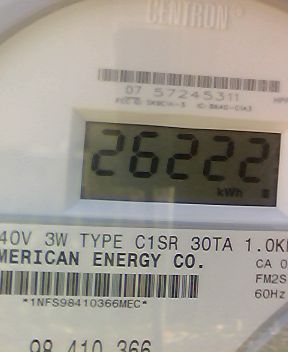 CENTRON
07 57245311
26222
kWh
40V 3W TYPE C1SR 30TA 1.0K
MERICAN ENERGY CO.
CA 0
FM2S
60Hz
*1NFS98410366MEC*
98 410 366